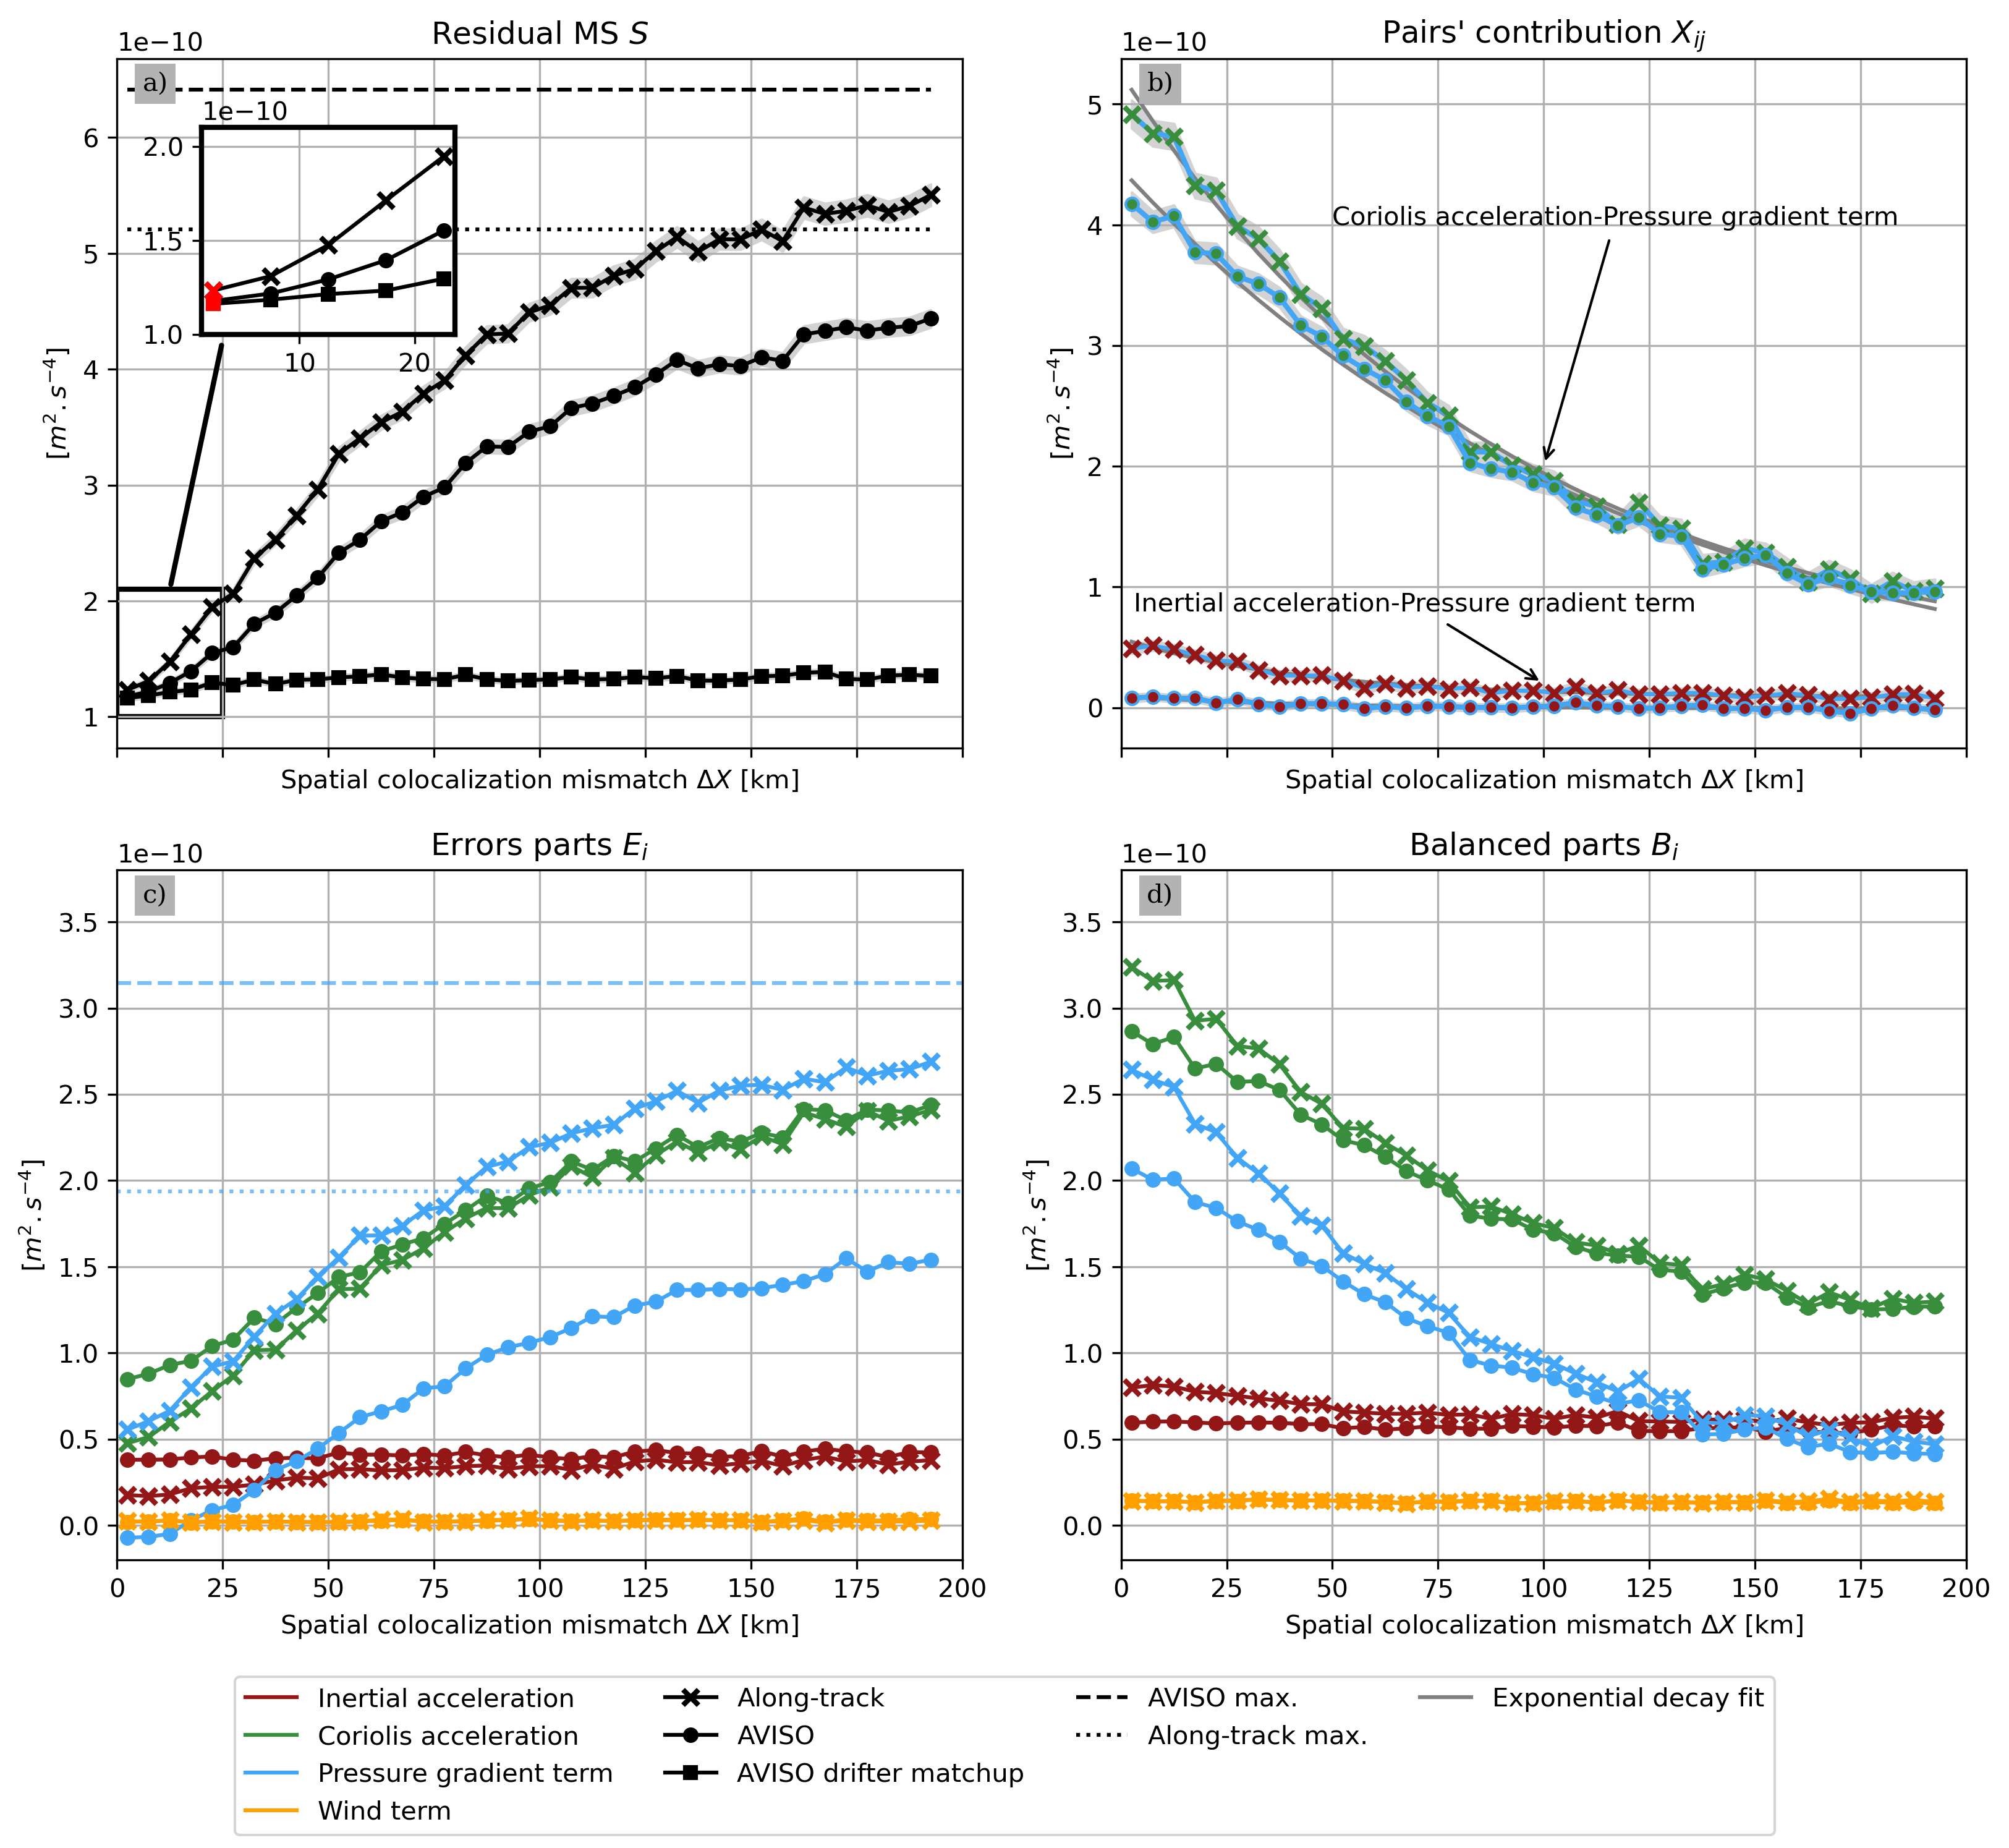 Residual MS S
1e−10
a)
1e−10
2.0
1.5
1.0
10
20
6
5
4
3
2
1
[m².s⁻⁴]
Spatial colocalization mismatch ΔX [km]
Pairs' contribution Xᵢⱼ
1e−10
b)
5
4
3
2
1
0
[m².s⁻⁴]
Coriolis acceleration-Pressure gradient term
Inertial acceleration-Pressure gradient term
Spatial colocalization mismatch ΔX [km]
Errors parts Eᵢ
1e−10
c)
3.5
3.0
2.5
2.0
1.5
1.0
0.5
0.0
[m².s⁻⁴]
0 25 50 75 100 125 150 175 200
Spatial colocalization mismatch ΔX [km]
Balanced parts Bᵢ
1e−10
d)
3.5
3.0
2.5
2.0
1.5
1.0
0.5
0.0
[m².s⁻⁴]
0 25 50 75 100 125 150 175 200
Spatial colocalization mismatch ΔX [km]
Inertial acceleration
Coriolis acceleration
Pressure gradient term
Wind term
Along-track
AVISO
AVISO drifter matchup
AVISO max.
Along-track max.
Exponential decay fit